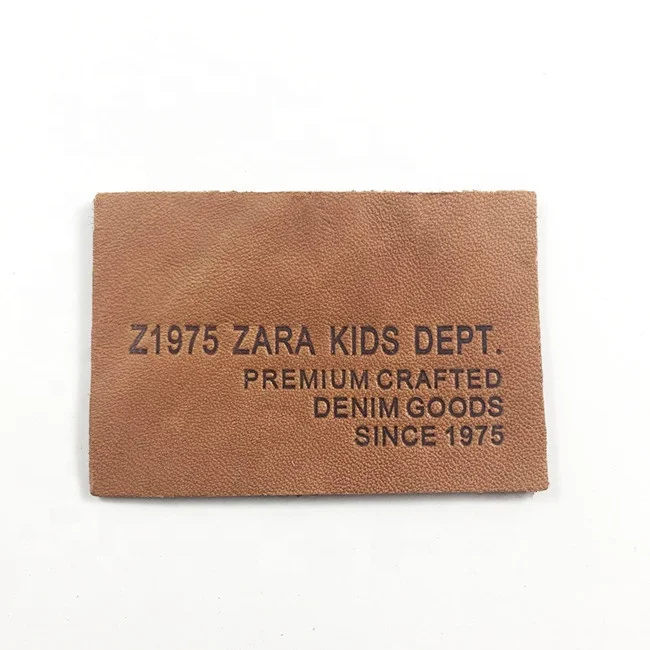 Z1975 ZARA KIDS DEPT.
PREMIUM CRAFTED
DENIM GOODS
SINCE 1975